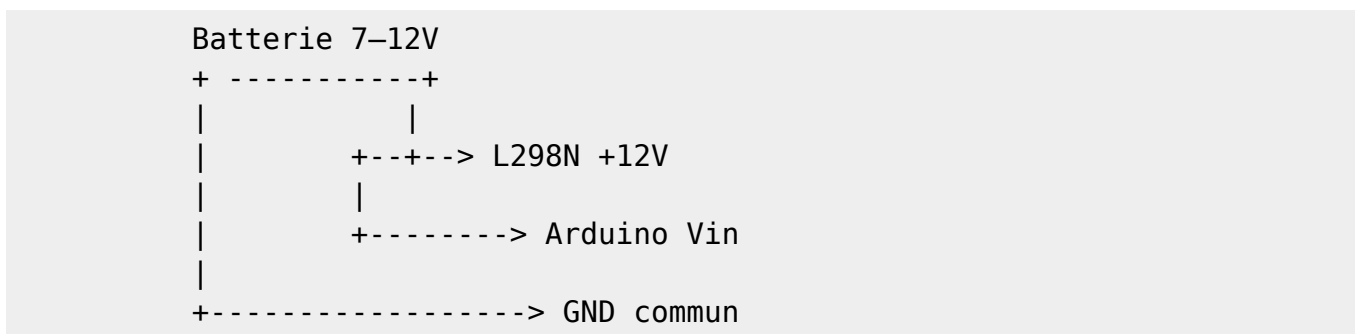 Batterie 7–12V
+ -----------+
|            |
|        +--+--> L298N +12V
|        |
|        +--------> Arduino Vin
|
+------------------> GND commun